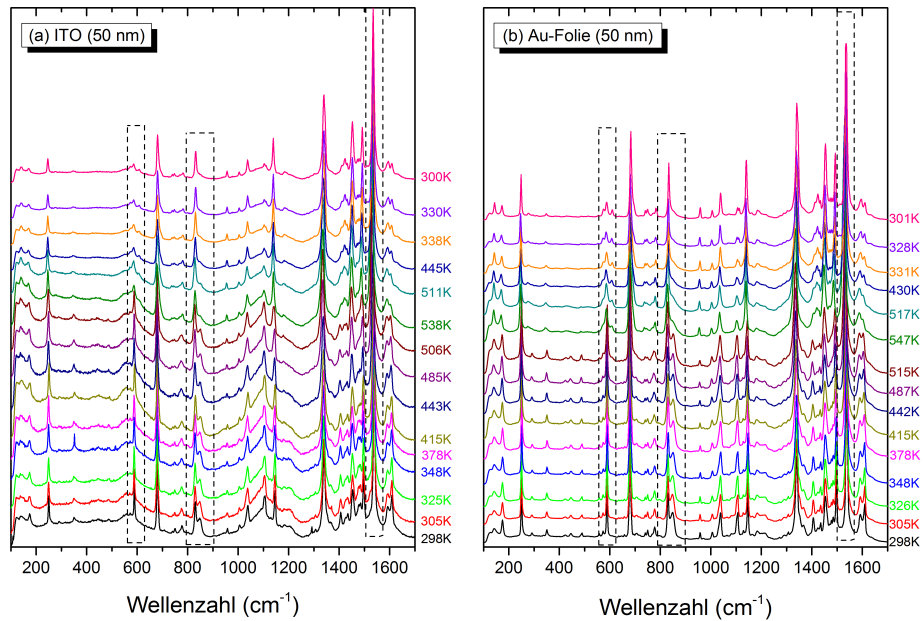 (a) ITO (50 nm)
300K
330K
338K
445K
511K
538K
506K
485K
443K
415K
378K
348K
325K
305K
298K
200 400 600 800 1000 1200 1400 1600
Wellenzahl (cm⁻¹)
(b) Au-Folie (50 nm)
301K
328K
331K
430K
517K
547K
515K
487K
442K
415K
378K
348K
326K
305K
298K
200 400 600 800 1000 1200 1400 1600
Wellenzahl (cm⁻¹)